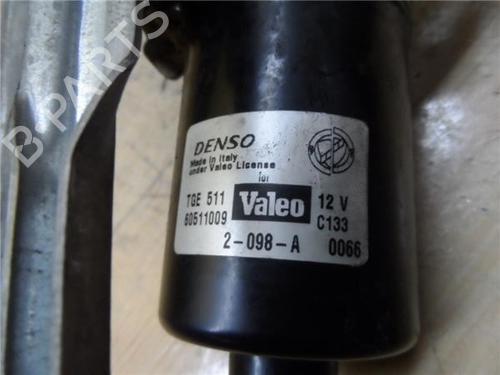 B PARTS
DENSO
Made in Italy
under Valeo License
for
TGE 511 Valeo 12 V
60511009 C133
2-098-A 0066